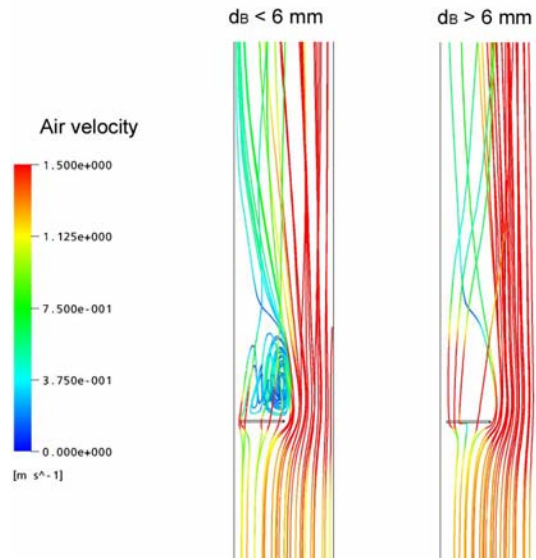 dB < 6 mm
dB > 6 mm
Air velocity
1.500e+000
1.125e+000
7.500e-001
3.750e-001
0.000e+000
[m s^-1]